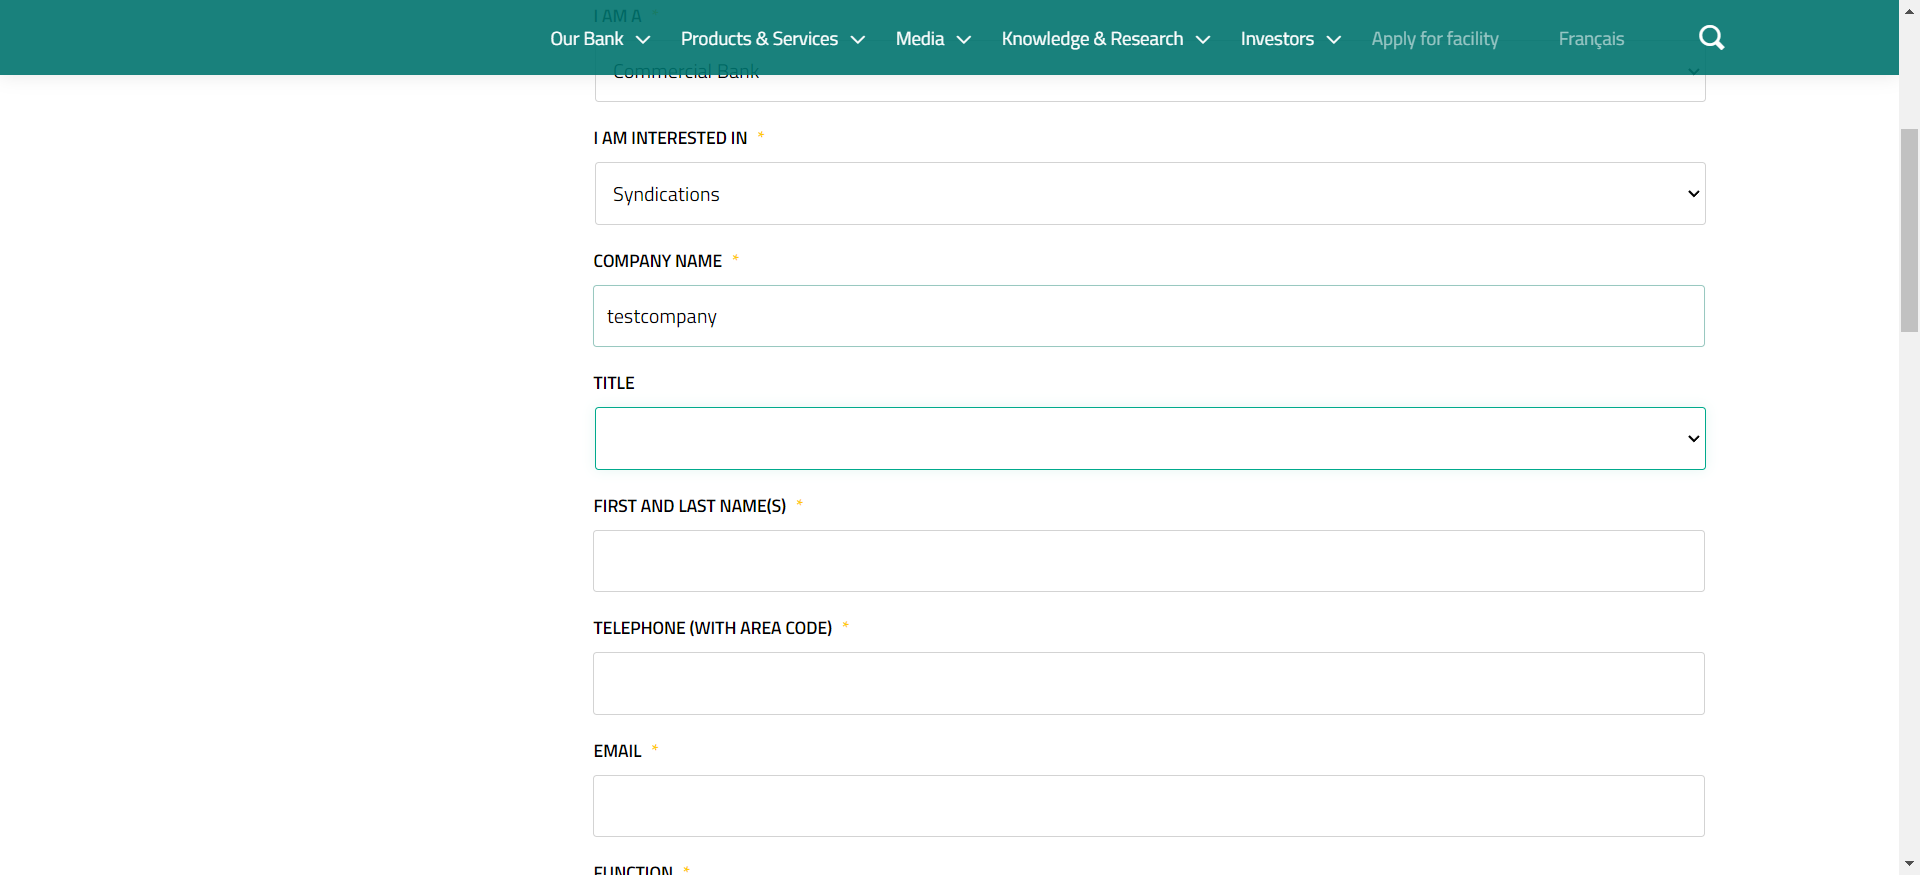 I AM A *
Our Bank Products & Services Media Knowledge & Research Investors Apply for facility Français
Commercial Bank
I AM INTERESTED IN *
Syndications
COMPANY NAME *
testcompany
TITLE
FIRST AND LAST NAME(S) *
TELEPHONE (WITH AREA CODE) *
EMAIL *
FUNCTION *